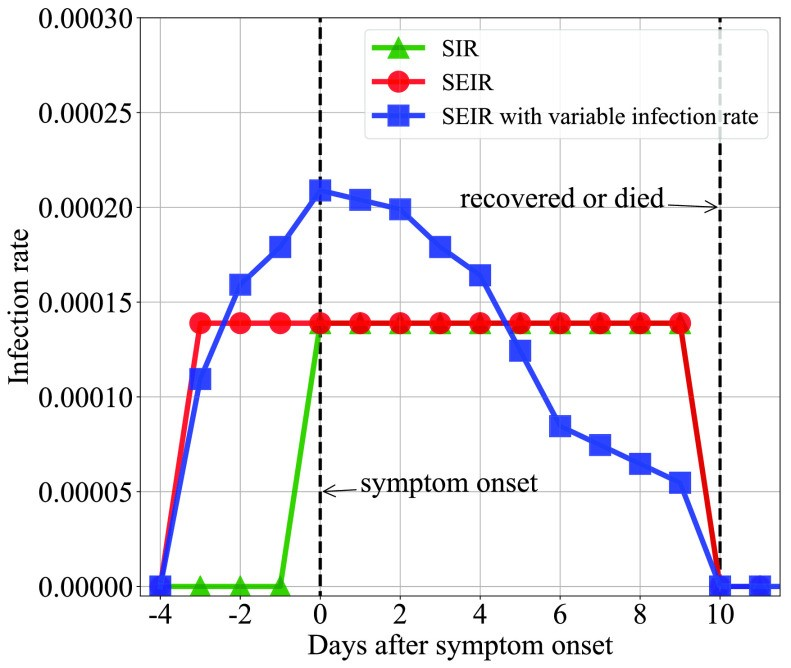 0.00030
0.00025
0.00020
0.00015
0.00010
0.00005
0.00000
Infection rate
SIR
SEIR
SEIR with variable infection rate
recovered or died
symptom onset
-4 -2 0 2 4 6 8 10
Days after symptom onset